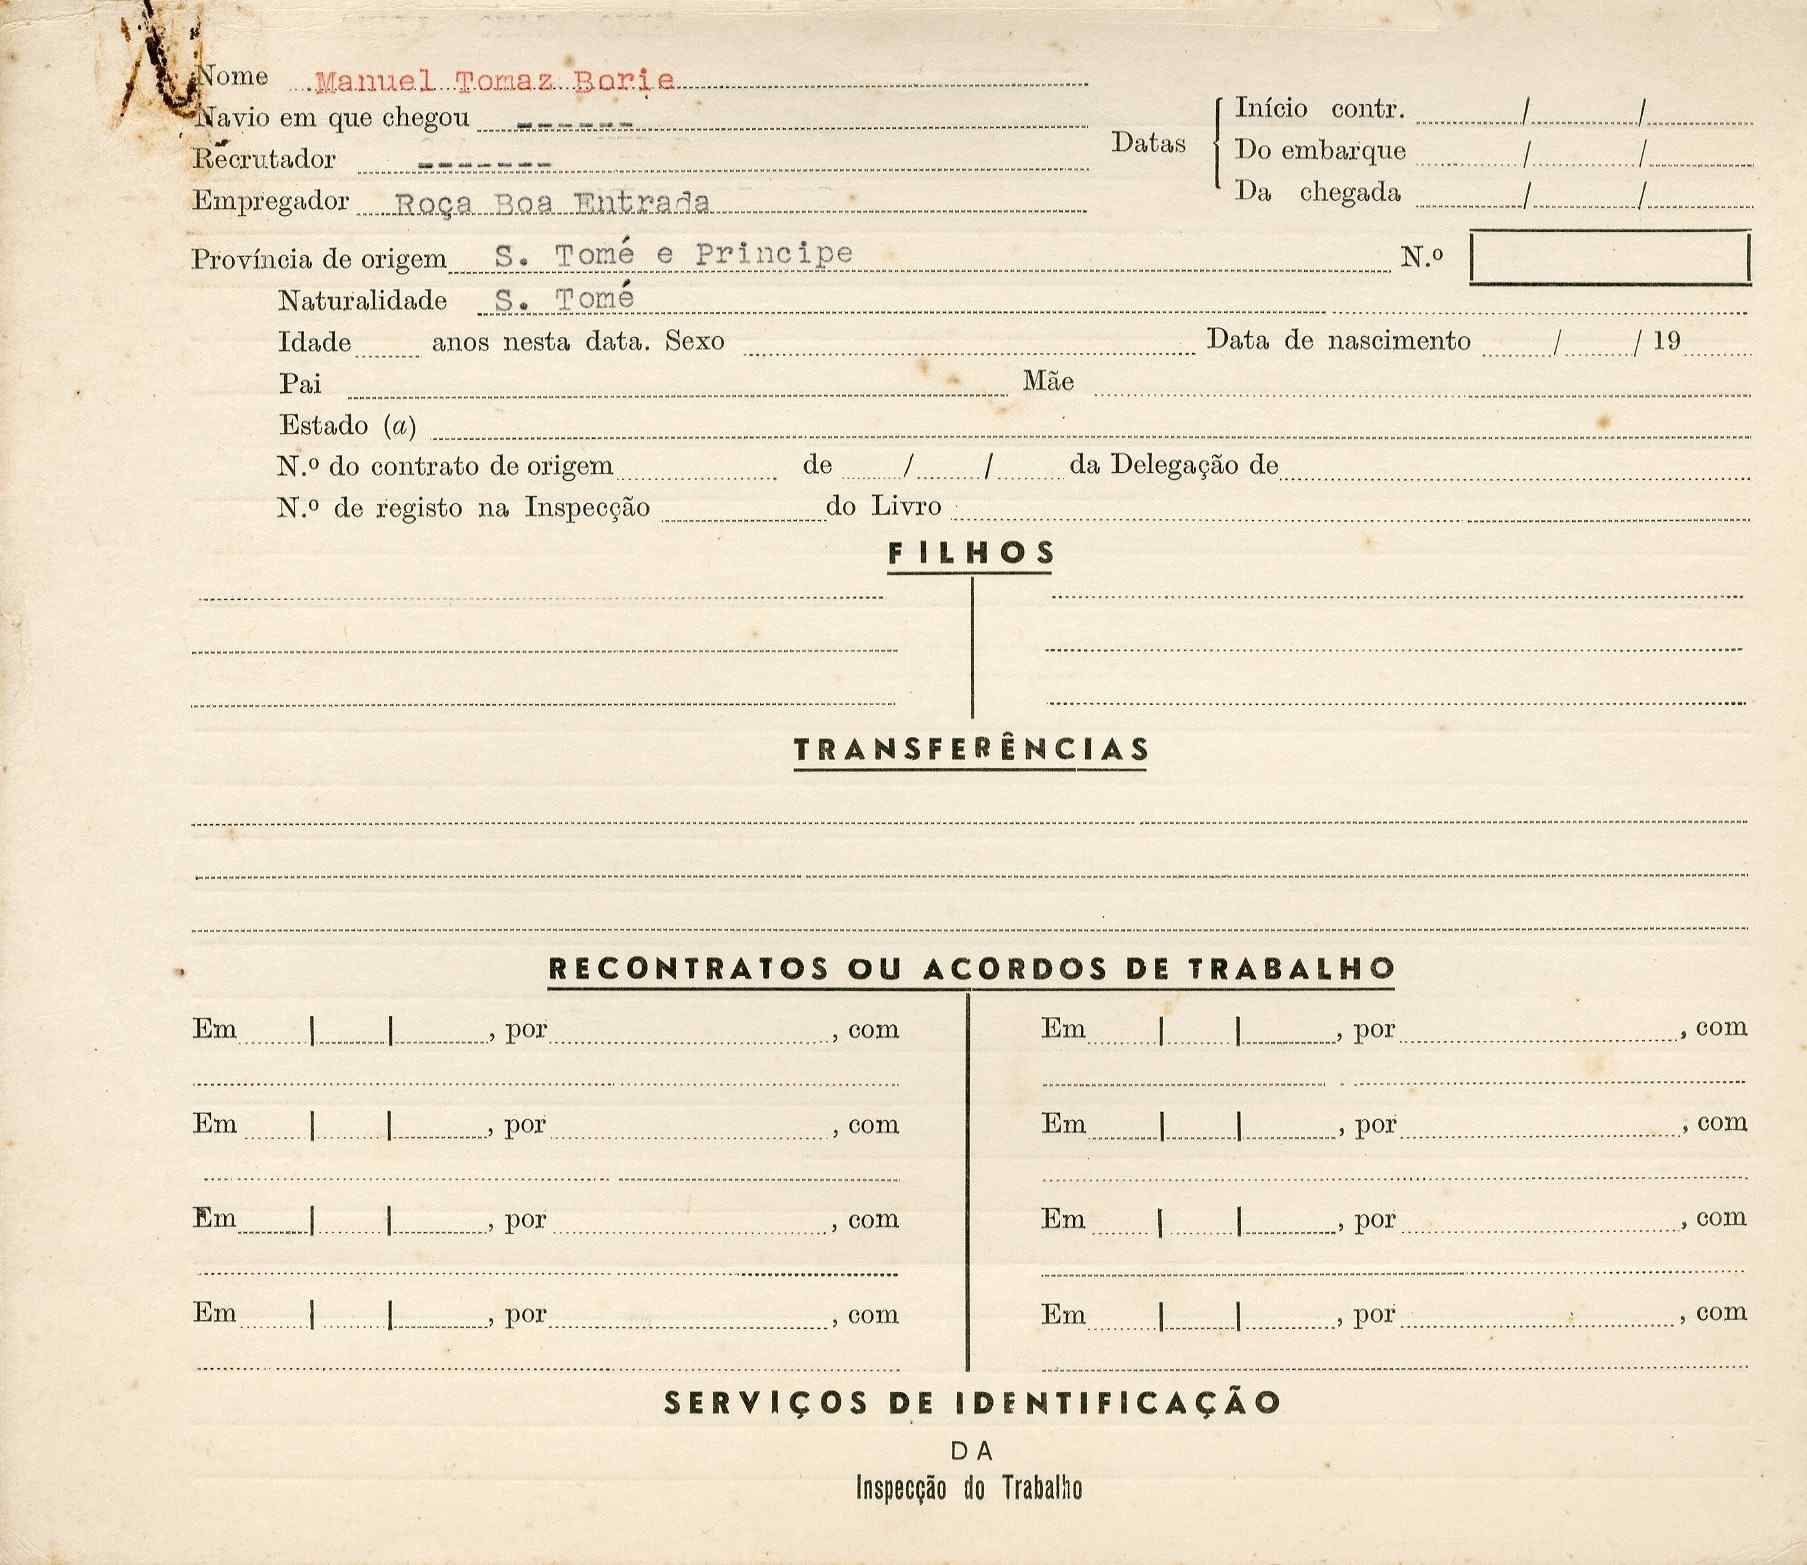 Nome Manuel Tomaz Borie
Navio em que chegou ------
Recrutador -------
Empregador Roça Boa Entrada
Datas
Início contr. / /
Do embarque / /
Da chegada / /
Província de origem S. Tomé e Principe N.º
Naturalidade S. Tomé
Idade anos nesta data. Sexo Data de nascimento / / 19
Pai Mãe
Estado (a)
N.º do contrato de origem de / / da Delegação de
N.º de registo na Inspecção do Livro
FILHOS
TRANSFERÊNCIAS
RECONTRATOS OU ACORDOS DE TRABALHO
Em | | , por , com Em | | , por , com
Em | | , por , com Em | | , por , com
Em | | , por , com Em | | , por , com
Em | | , por , com Em | | , por , com
SERVIÇOS DE IDENTIFICAÇÃO
DA
Inspecção do Trabalho